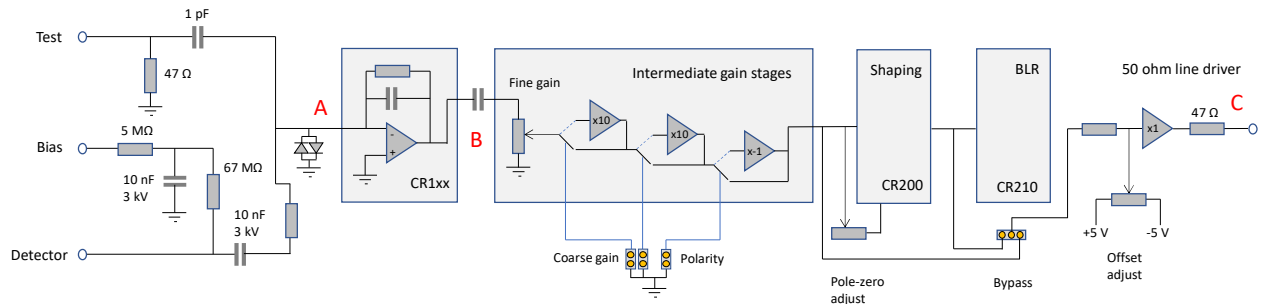 Test
1 pF
47 Ω
A
Bias
5 MΩ
10 nF
3 kV
67 MΩ
10 nF
3 kV
Detector
-
+
CR1xx
B
Fine gain
Intermediate gain stages
x10
x10
x-1
Coarse gain
Polarity
Shaping
CR200
Pole-zero
adjust
BLR
CR210
Bypass
50 ohm line driver
x1
47 Ω
C
+5 V
-5 V
Offset
adjust